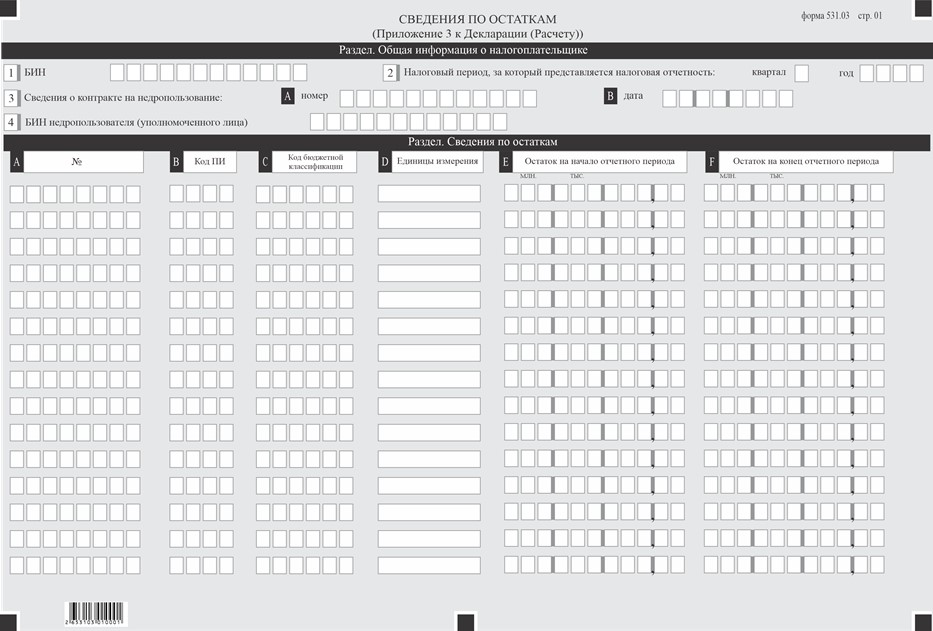 форма 531.03 стр. 01
СВЕДЕНИЯ ПО ОСТАТКАМ
(Приложение 3 к Декларации (Расчету))
Раздел. Общая информация о налогоплательщике
1 БИН 2 Налоговый период, за который представляется налоговая отчетность: квартал год
3 Сведения о контракте на недропользование: A номер B дата
4 БИН недропользователя (уполномоченного лица)
Раздел. Сведения по остаткам
A № B Код ПИ C Код бюджетной классификации D Единицы измерения E Остаток на начало отчетного периода F Остаток на конец отчетного периода
млн. тыс. млн. тыс.
2653103010001